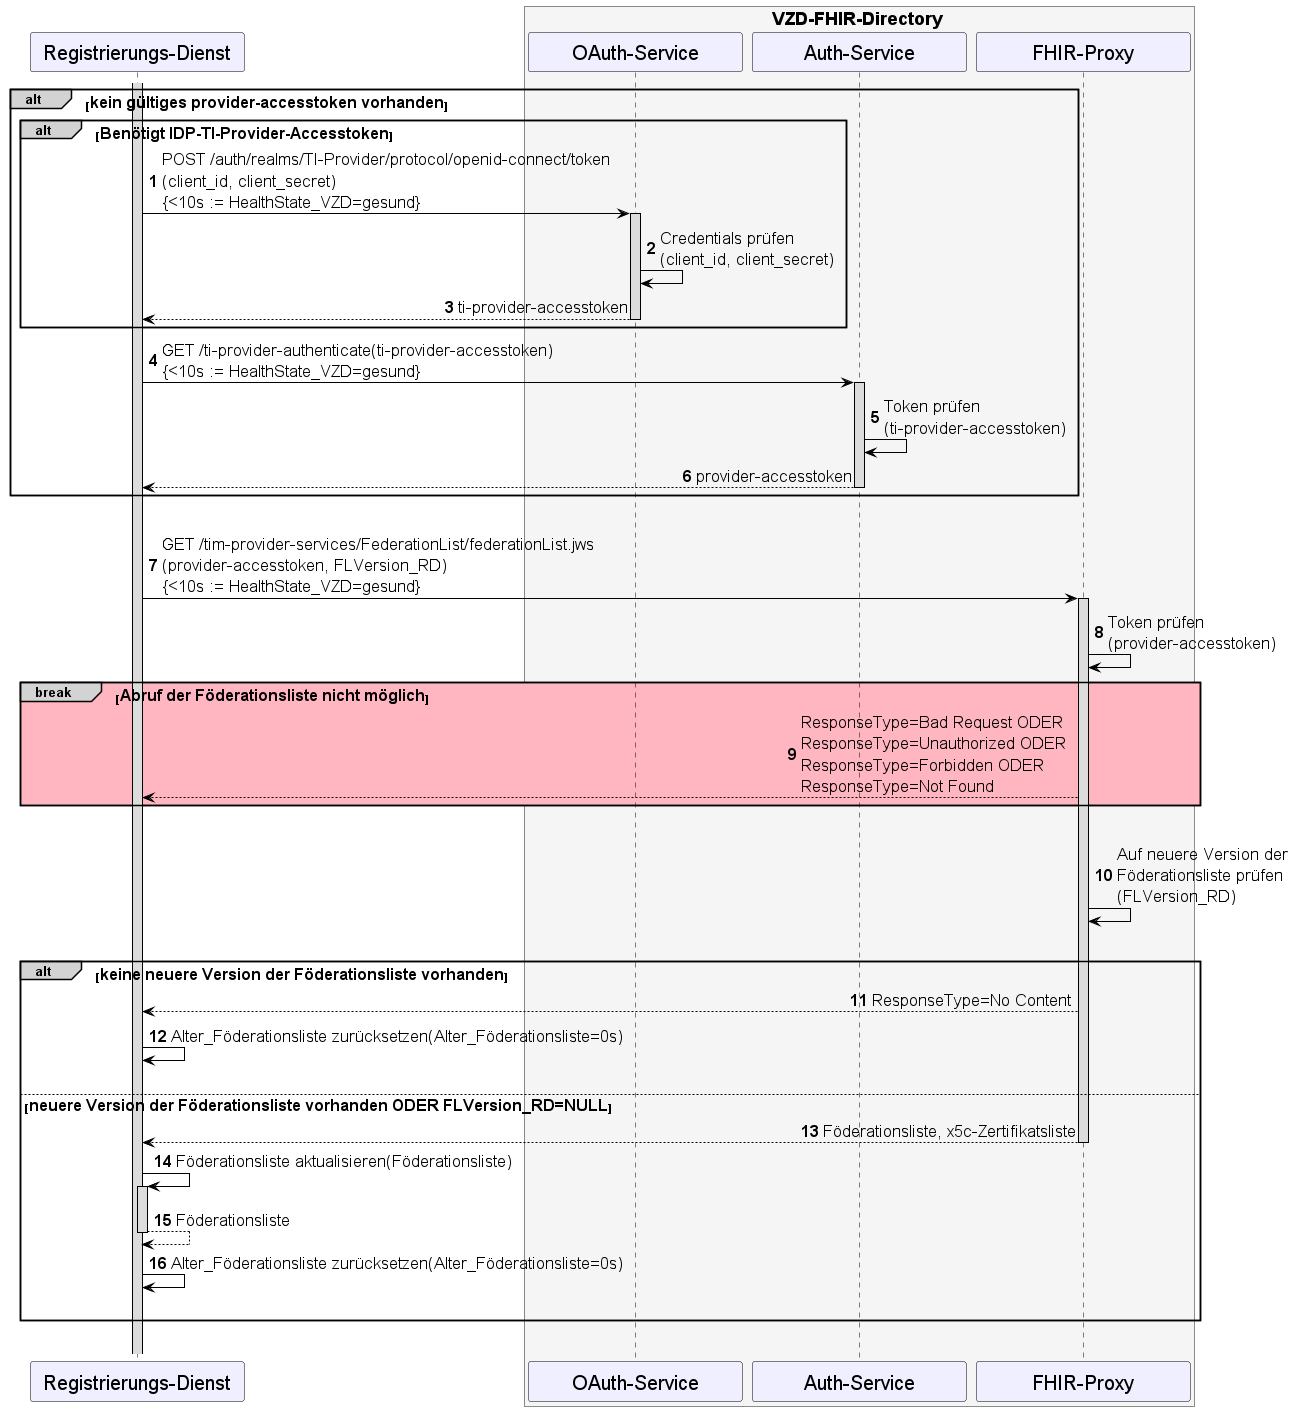 VZD-FHIR-Directory
Registrierungs-Dienst
OAuth-Service
Auth-Service
FHIR-Proxy
alt
[kein gültiges provider-accesstoken vorhanden]
alt
[Benötigt IDP-TI-Provider-Accesstoken]
POST /auth/realms/TI-Provider/protocol/openid-connect/token
1 (client_id, client_secret)
{<10s := HealthState_VZD=gesund}
Credentials prüfen
2
(client_id, client_secret)
3 ti-provider-accesstoken
GET /ti-provider-authenticate(ti-provider-accesstoken)
4
{<10s := HealthState_VZD=gesund}
Token prüfen
5
(ti-provider-accesstoken)
6 provider-accesstoken
GET /tim-provider-services/FederationList/federationList.jws
7 (provider-accesstoken, FLVersion_RD)
{<10s := HealthState_VZD=gesund}
Token prüfen
8
(provider-accesstoken)
break
[Abruf der Föderationsliste nicht möglich]
ResponseType=Bad Request ODER
ResponseType=Unauthorized ODER
9
ResponseType=Forbidden ODER
ResponseType=Not Found
Auf neuere Version der
10 Föderationsliste prüfen
(FLVersion_RD)
alt
[keine neuere Version der Föderationsliste vorhanden]
11 ResponseType=No Content
12 Alter_Föderationsliste zurücksetzen(Alter_Föderationsliste=0s)
[neuere Version der Föderationsliste vorhanden ODER FLVersion_RD=NULL]
13 Föderationsliste, x5c-Zertifikatsliste
14 Föderationsliste aktualisieren(Föderationsliste)
15 Föderationsliste
16 Alter_Föderationsliste zurücksetzen(Alter_Föderationsliste=0s)
Registrierungs-Dienst
OAuth-Service
Auth-Service
FHIR-Proxy